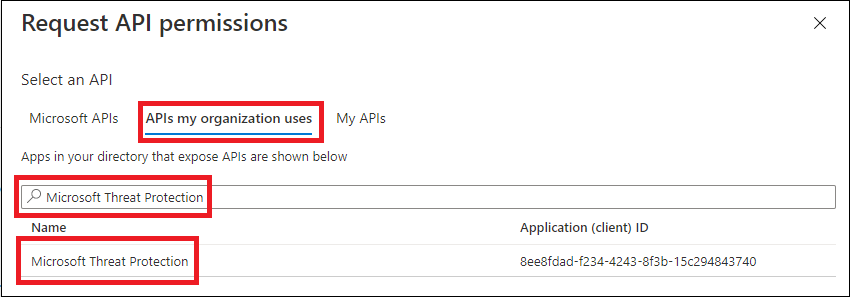 Request API permissions
Select an API
Microsoft APIs APIs my organization uses My APIs
Apps in your directory that expose APIs are shown below
Microsoft Threat Protection
Name Application (client) ID
Microsoft Threat Protection 8ee8fdad-f234-4243-8f3b-15c294843740